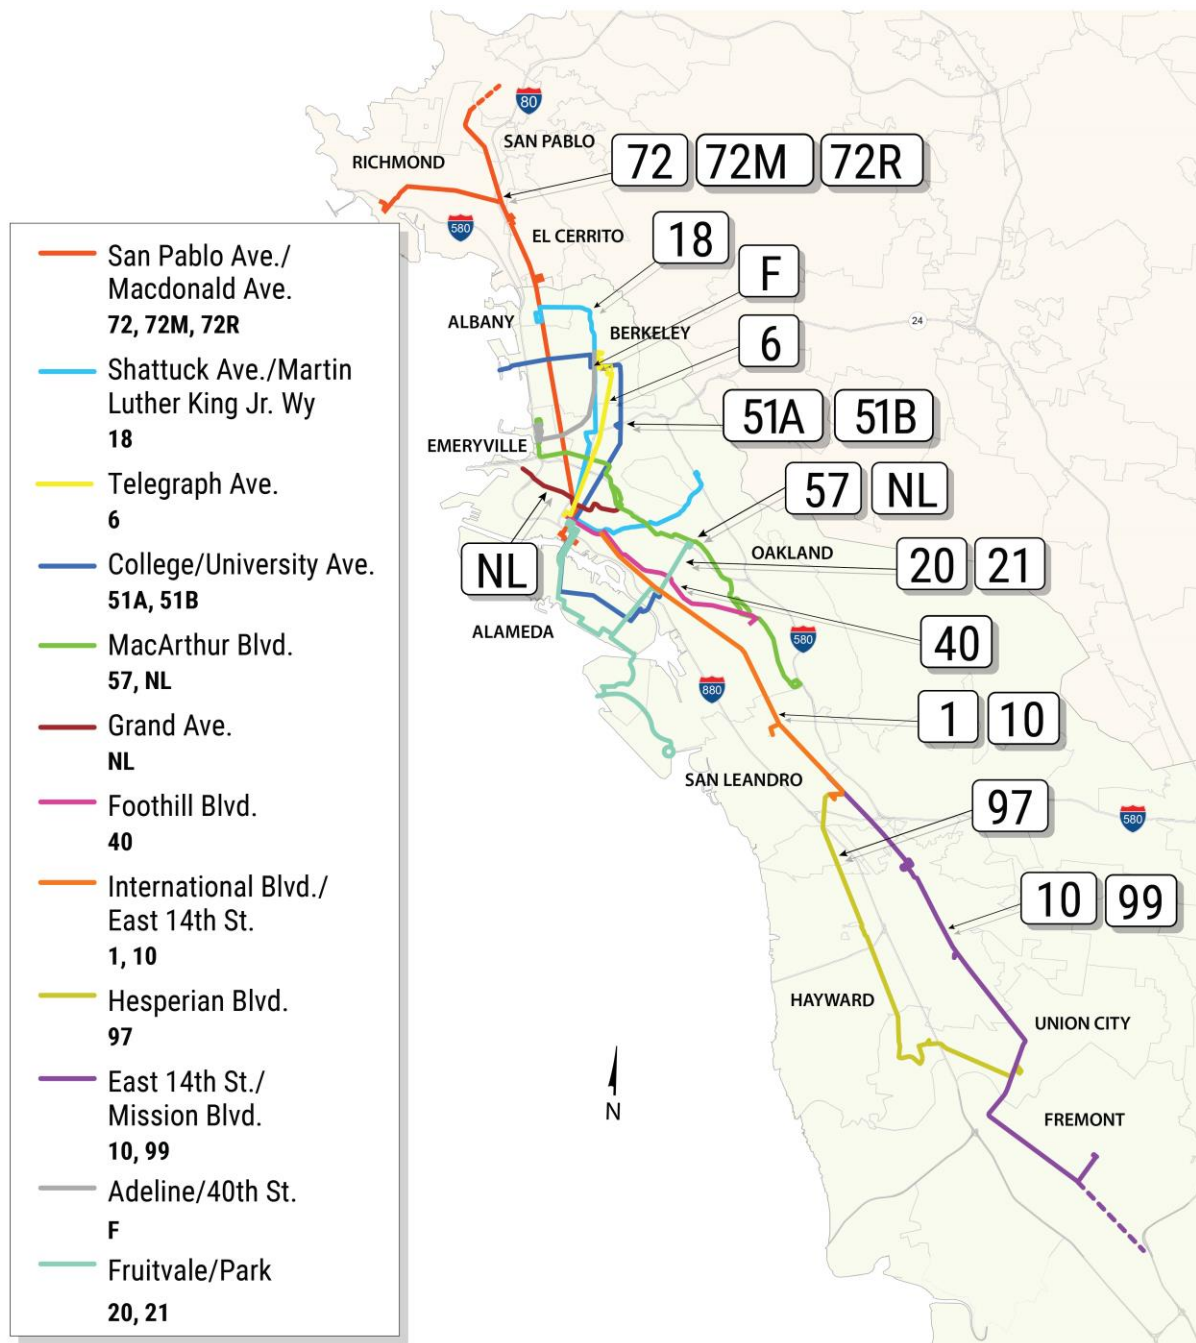 San Pablo Ave./
Macdonald Ave.
72, 72M, 72R
Shattuck Ave./Martin
Luther King Jr. Wy
18
Telegraph Ave.
6
College/University Ave.
51A, 51B
MacArthur Blvd.
57, NL
Grand Ave.
NL
Foothill Blvd.
40
International Blvd./
East 14th St.
1, 10
Hesperian Blvd.
97
East 14th St./
Mission Blvd.
10, 99
Adeline/40th St.
F
Fruitvale/Park
20, 21
80
SAN PABLO
RICHMOND
72 72M 72R
580
EL CERRITO
18
F
ALBANY
BERKELEY
24
6
51A 51B
EMERYVILLE
57 NL
OAKLAND
NL
20 21
ALAMEDA
580
40
880
1 10
SAN LEANDRO
97
580
10 99
HAYWARD
UNION CITY
N
FREMONT